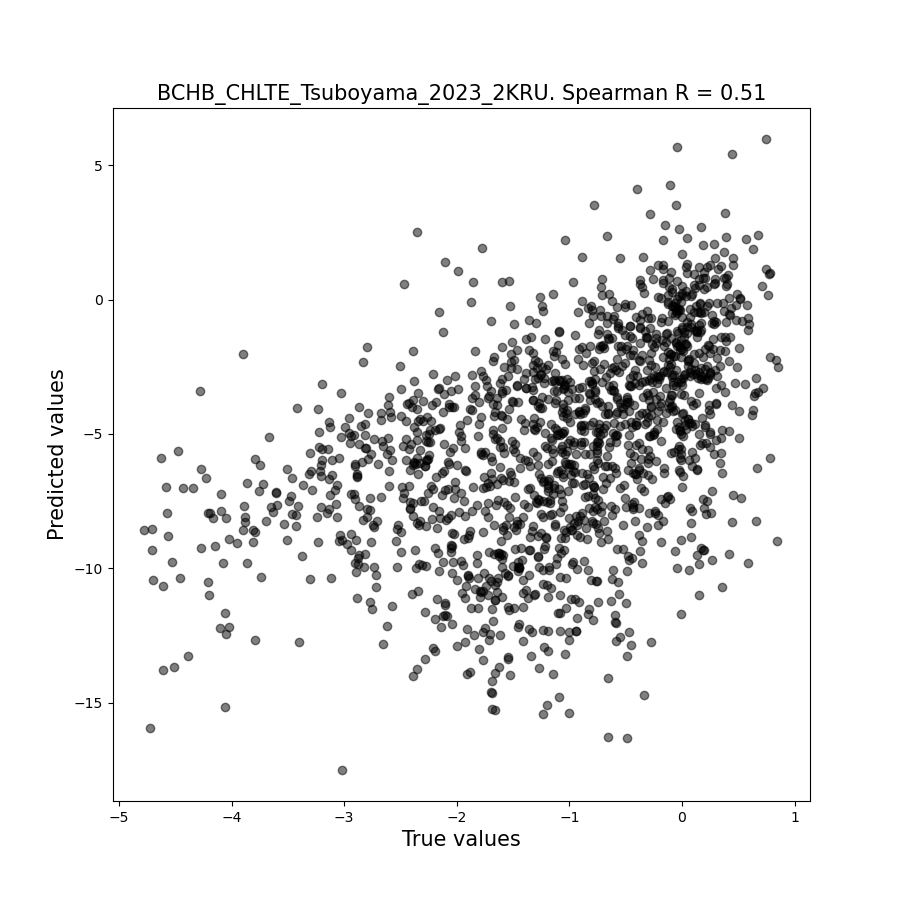 BCHB_CHLTE_Tsuboyama_2023_2KRU. Spearman R = 0.51
Predicted values
5
0
−5
−10
−15
−5 −4 −3 −2 −1 0 1
True values